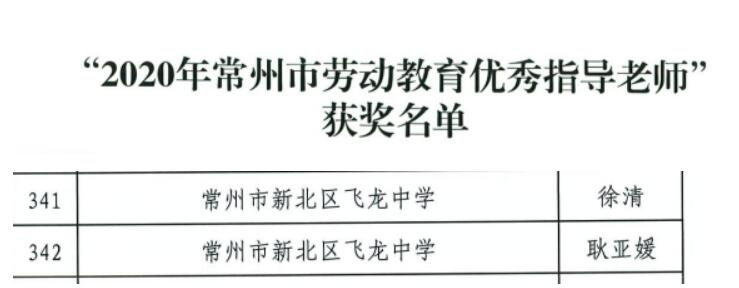 “2020年常州市劳动教育优秀指导老师”
获奖名单
341 常州市新北区飞龙中学 徐清
342 常州市新北区飞龙中学 耿亚媛